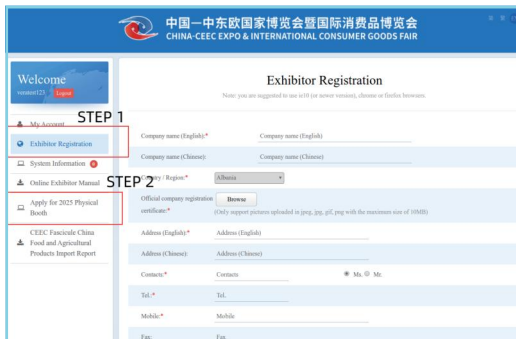 中国一中东欧国家博览会暨国际消费品博览会
CHINA-CEEC EXPO & INTERNATIONAL CONSUMER GOODS FAIR
Welcome
Logout
STEP 1
My Account
Exhibitor Registration
System Information
Online Exhibitor Manual
STEP 2
Apply for 2025 Physical
Booth
CEEC Fascicule China
Food and Agricultural
Products Import Report
Exhibitor Registration
Note: you are suggested to use ie10 (or newer version), chrome or firefox browsers.
Company name (English):* Company name (English)
Company name (Chinese): Company name (Chinese)
Country / Region:* Albania
Official company registration Browse
certificate:* (Only support pictures uploaded in jpeg, jpg, gif, png with the maximum size of 10MB)
Address (English):* Address (English)
Address (Chinese): Address (Chinese)
Contacts:* Contacts Ms. Mr.
Tel.:* Tel.
Mobile:* Mobile
Fax: Fax